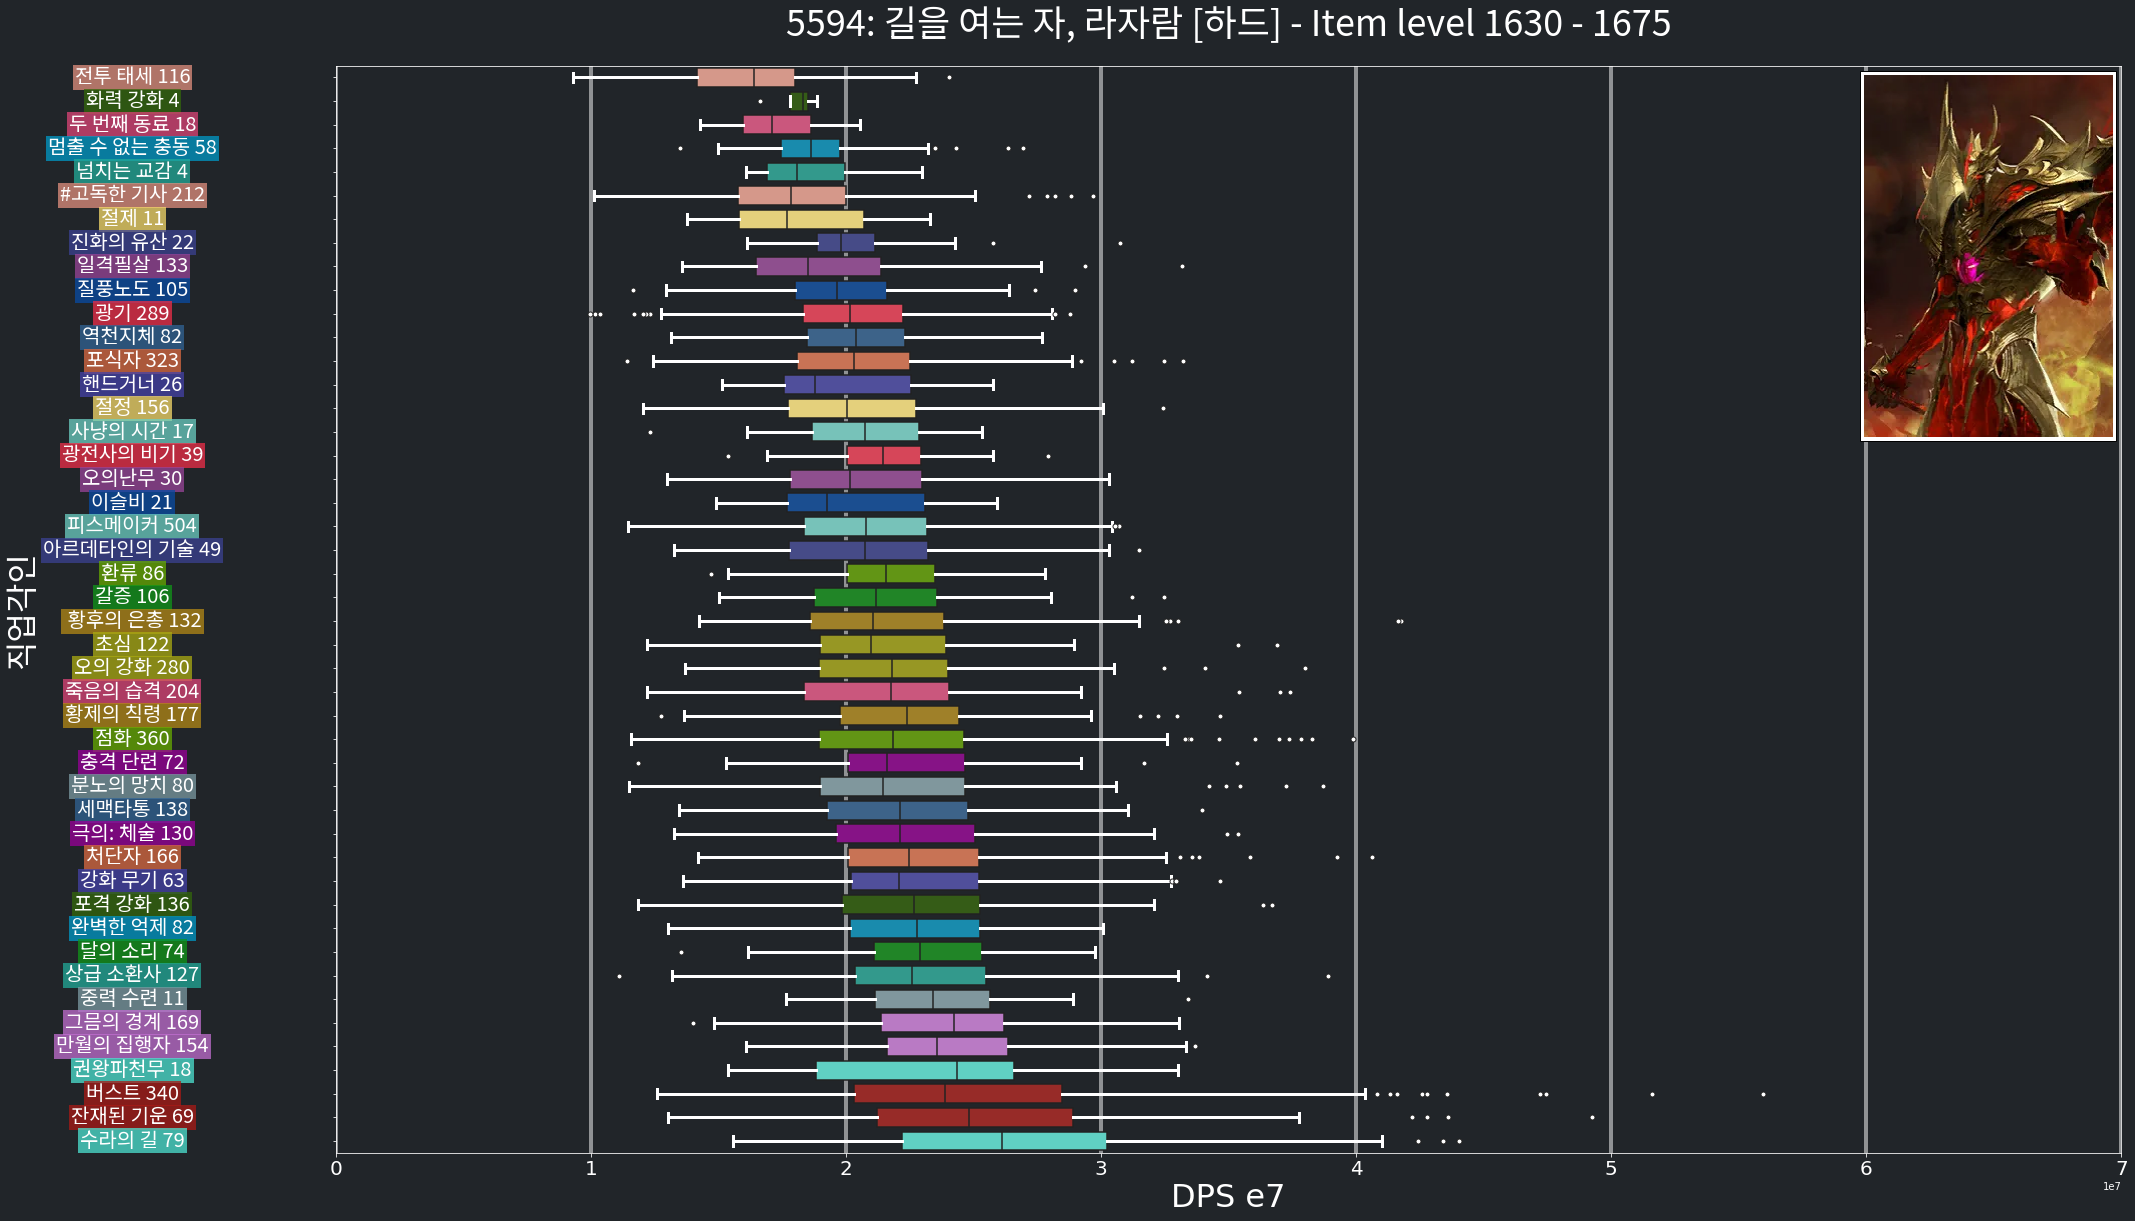 5594: 길을 여는 자, 라자람 [하드] - Item level 1630 - 1675
직업각인
전투 태세 116
화력 강화 4
두 번째 동료 18
멈출 수 없는 충동 58
넘치는 교감 4
#고독한 기사 212
절제 11
진화의 유산 22
일격필살 133
질풍노도 105
광기 289
역천지체 82
포식자 323
핸드거너 26
절정 156
사냥의 시간 17
광전사의 비기 39
오의난무 30
이슬비 21
피스메이커 504
아르데타인의 기술 49
환류 86
갈증 106
황후의 은총 132
초심 122
오의 강화 280
죽음의 습격 204
황제의 칙령 177
점화 360
충격 단련 72
분노의 망치 80
세맥타통 138
극의: 체술 130
처단자 166
강화 무기 63
포격 강화 136
완벽한 억제 82
달의 소리 74
상급 소환사 127
중력 수련 11
그믐의 경계 169
만월의 집행자 154
권왕파천무 18
버스트 340
잔재된 기운 69
수라의 길 79
0 1 2 3 4 5 6 7
1e7
DPS e7